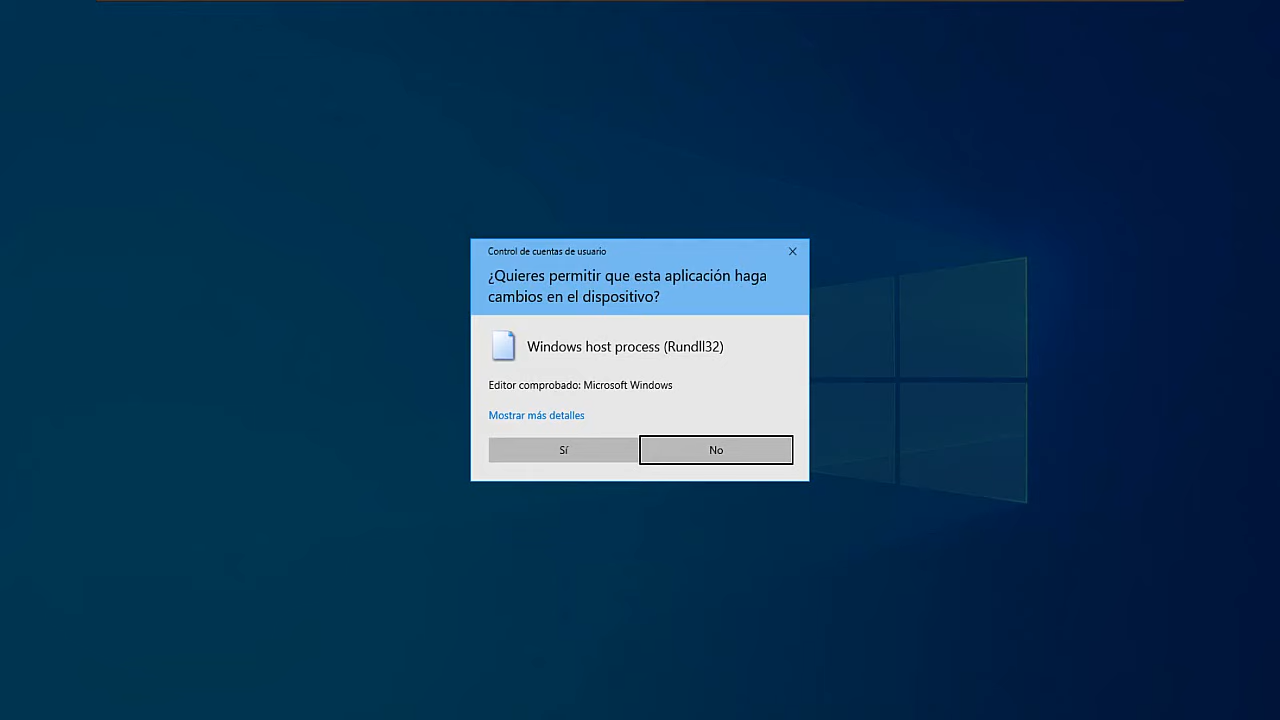 Control de cuentas de usuario
¿Quieres permitir que esta aplicación haga
cambios en el dispositivo?
Windows host process (Rundll32)
Editor comprobado: Microsoft Windows
Mostrar más detalles
Sí
No